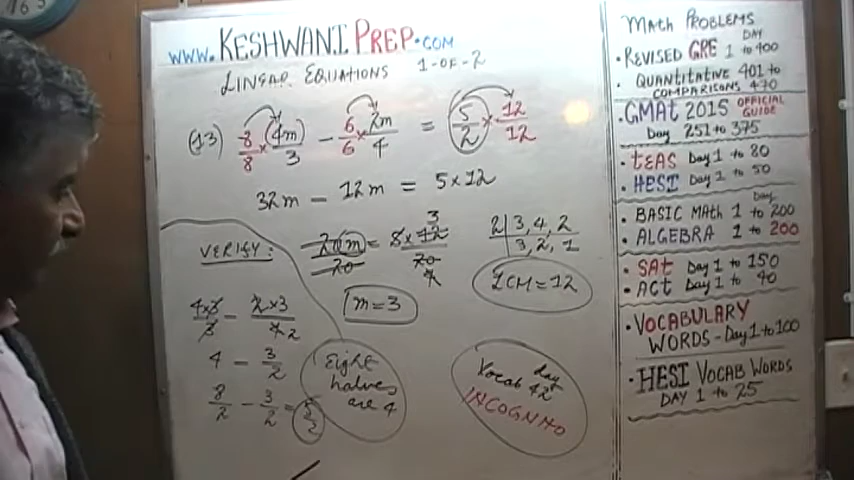 www.KESHWANI PREP.COM
LINEAR EQUATIONS 1-OF-2
(13) 8/8 × (4m)/3 - 6/6 × 2m/4 = 5/2 × 12/12
32m - 12m = 5×12
VERIFY:
20m/20 =
2 | 3, 4, 2
3, 2, 1
LCM = 12
m = 3
4×3/3 - 2×3/4 2
4 - 3/2
8/2 - 3/2 = 5/2
Eight
halves
are 4
Vocab day 42
INCOGNITO
MATH PROBLEMS
• REVISED GRE DAY 1 to 400
• QUANTITATIVE 401 to
COMPARISONS 470
• GMAT 2015 OFFICIAL GUIDE
Day 251 to 375
• TEAS Day 1 to 80
• HESI Day 1 to 50
• BASIC MATH Day 1 to 200
• ALGEBRA 1 to 200
• SAT Day 1 to 150
• ACT Day 1 to 40
• VOCABULARY
WORDS - Day 1 to 100
• HESI VOCAB WORDS
DAY 1 to 25